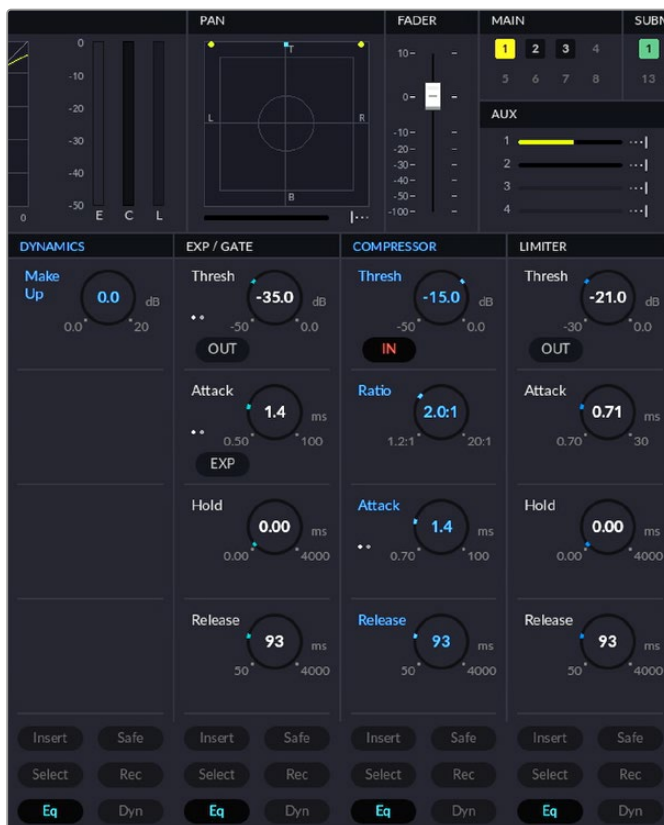 PAN FADER MAIN SUBM
0
-10
-20
-30
-40
-50
0 E C L
T
L R
B
10
0
-10
-20
-30
-40
-50
-100
1 2 3 4 1
5 6 7 8 13
AUX
1
2
3
4
DYNAMICS EXP / GATE COMPRESSOR LIMITER
Make Up 0.0 dB
0.0 20
Thresh -35.0 dB
-50 0.0
OUT
Thresh -15.0 dB
-50 0.0
IN
Thresh -21.0 dB
-30 0.0
OUT
Attack 1.4 ms
0.50 100
EXP
Ratio 2.0:1
1.2:1 20:1
Attack 0.71 ms
0.70 30
Hold 0.00 ms
0.00 4000
Attack 1.4 ms
0.70 100
Hold 0.00 ms
0.00 4000
Release 93 ms
50 4000
Release 93 ms
50 4000
Release 93 ms
50 4000
Insert Safe Insert Safe Insert Safe Insert Safe
Select Rec Select Rec Select Rec Select Rec
Eq Dyn Eq Dyn Eq Dyn Eq Dyn